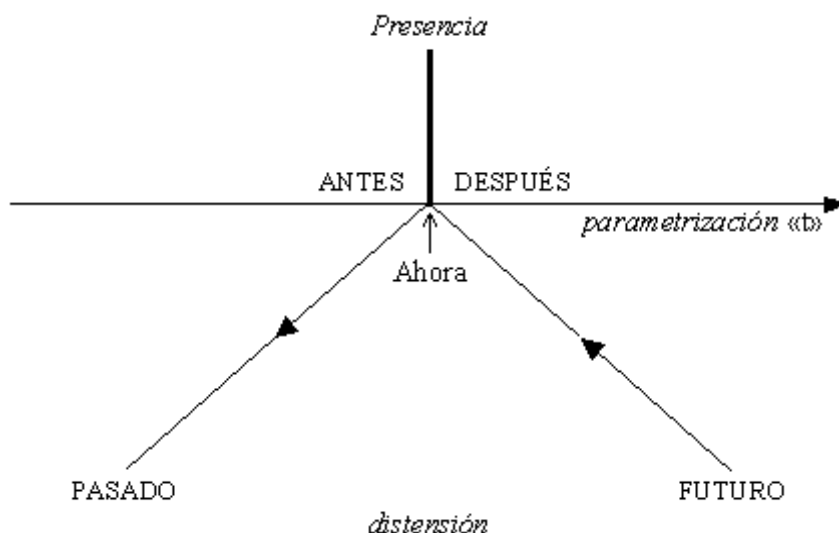 Presencia
ANTES DESPUÉS
parametrización «t»
Ahora
PASADO FUTURO
distensión